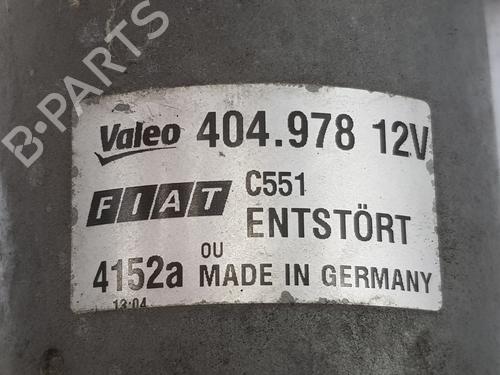 B-PARTS
Valeo 404.978 12V
FIAT C551
ENTSTÖRT
4152a OU MADE IN GERMANY
13:04